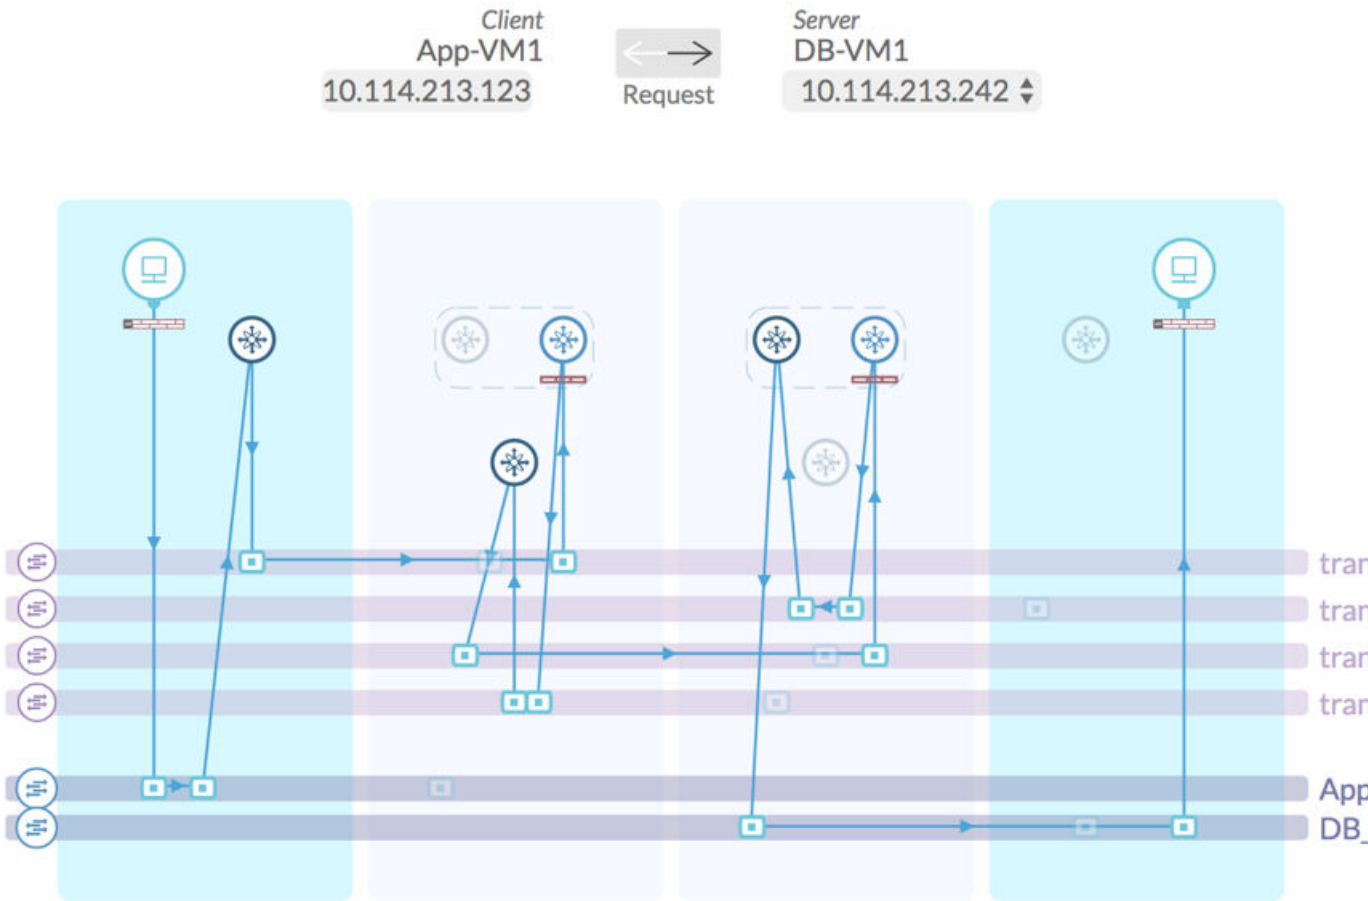 Client
App-VM1
10.114.213.123
Request
Server
DB-VM1
10.114.213.242
tran
tran
tran
tran
App
DB_